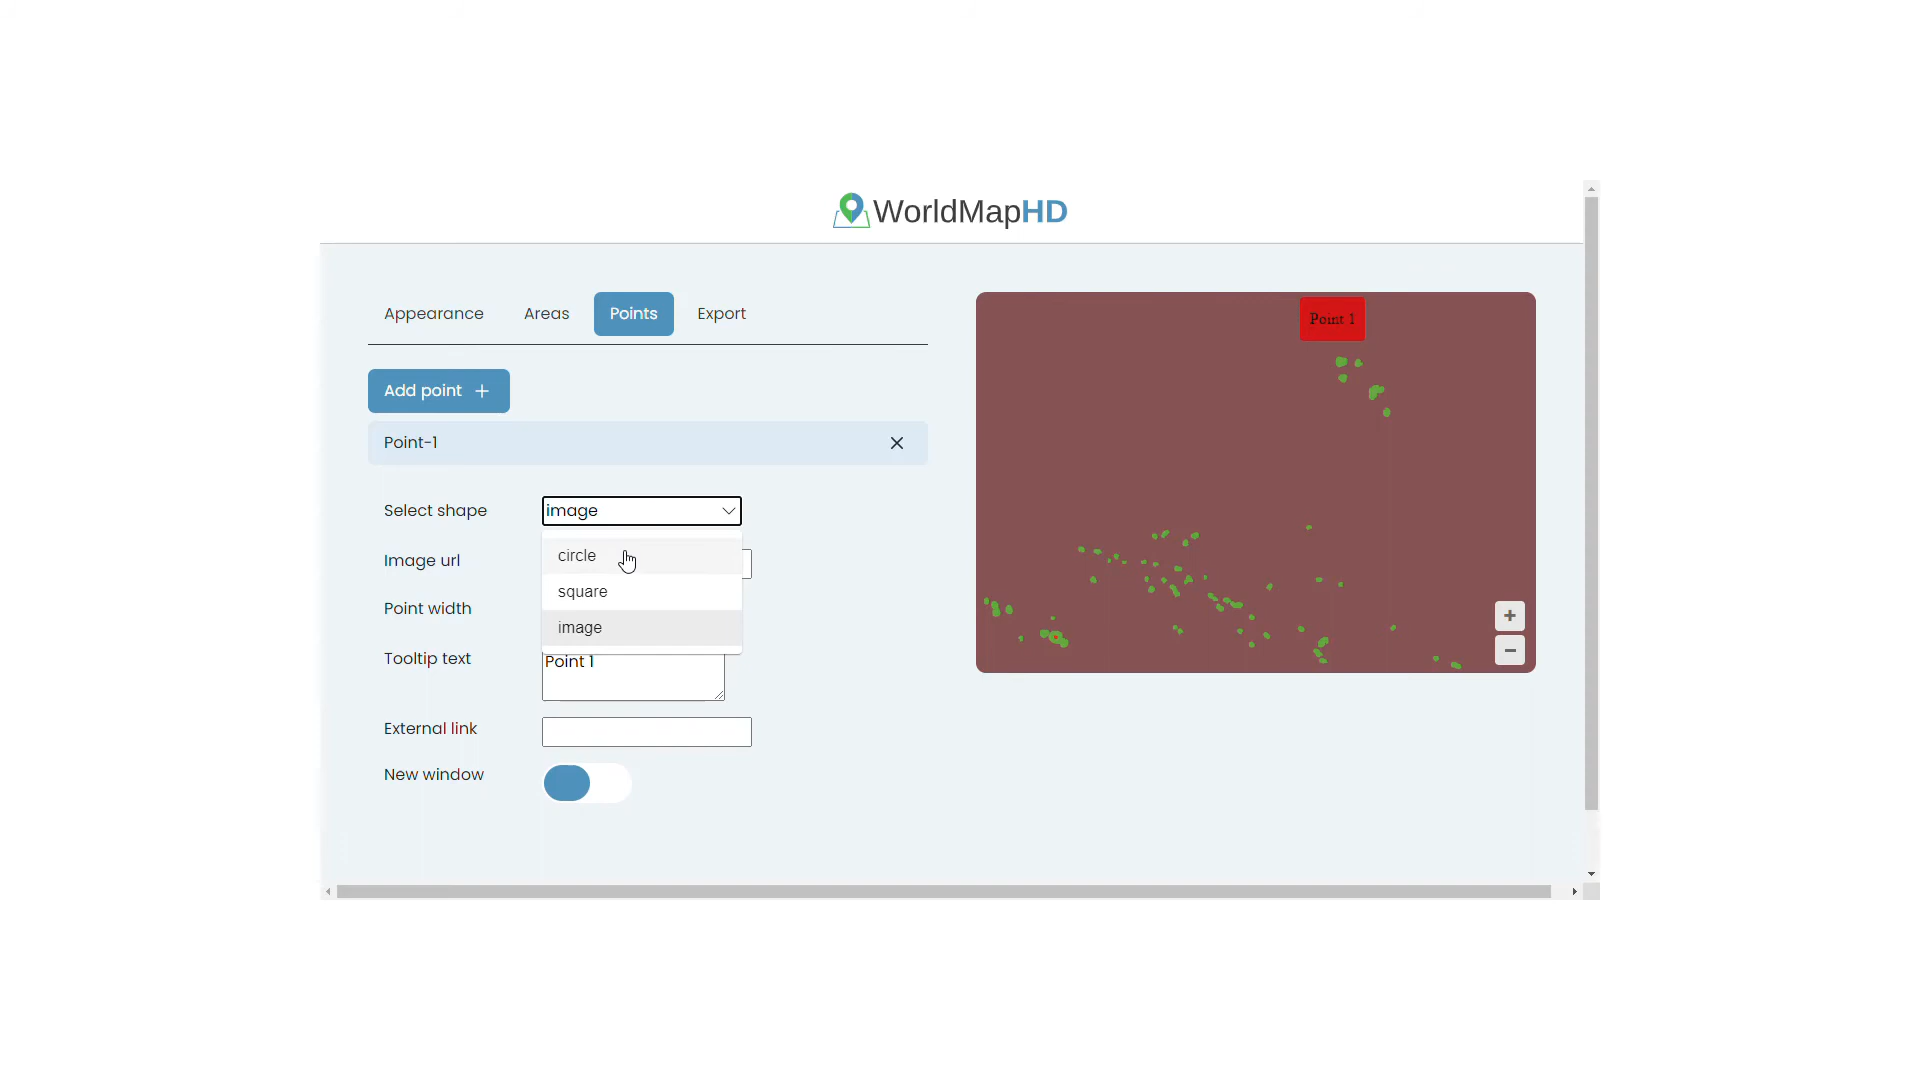 WorldMapHD
Appearance Areas Points Export
Point 1
Add point +
Point-1
Select shape image
circle
Image url
square
Point width
image
Tooltip text Point 1
External link
New window